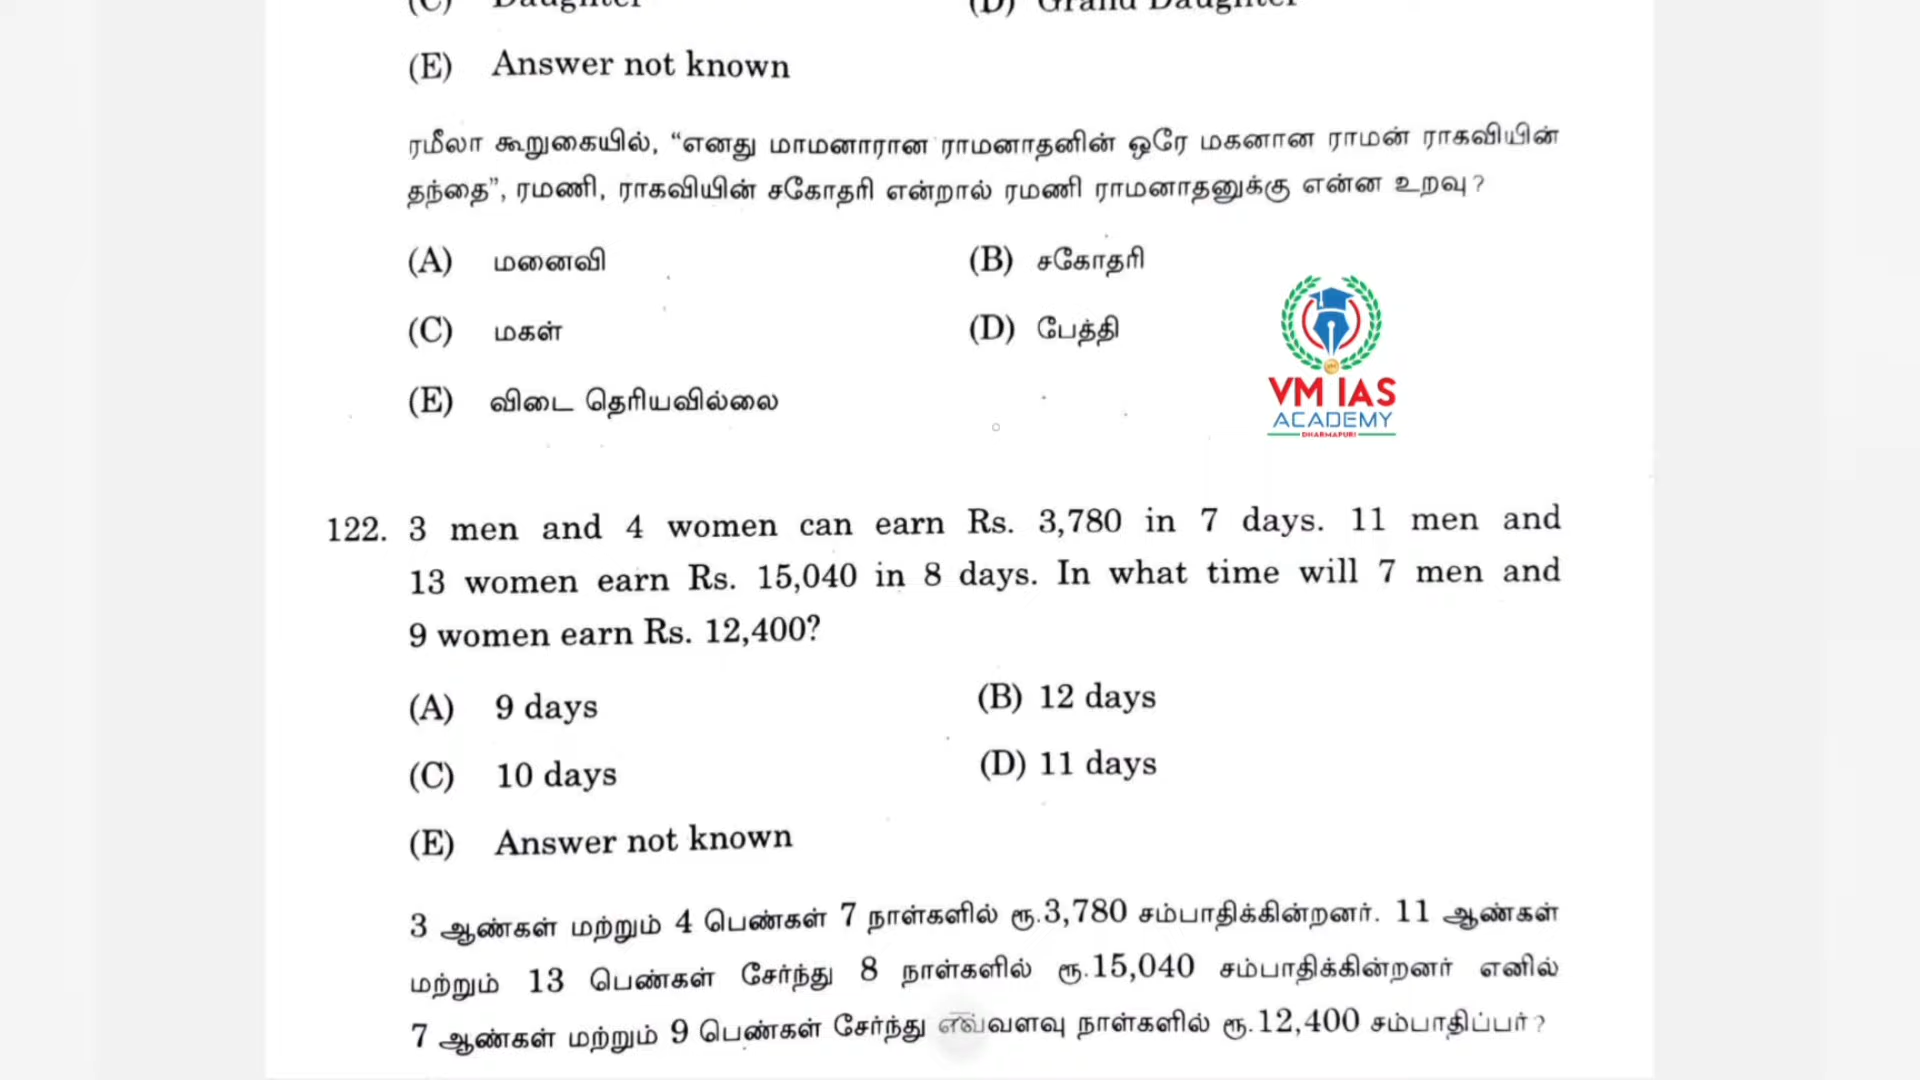 (C) Daughter (D) Grand Daughter
(E) Answer not known
ரமீலா கூறுகையில், “எனது மாமனாரான ராமனாதனின் ஒரே மகனான ராமன் ராகவியின்
தந்தை”, ரமணி, ராகவியின் சகோதரி என்றால் ரமணி ராமனாதனுக்கு என்ன உறவு?
(A) மனைவி (B) சகோதரி
(C) மகள் (D) பேத்தி
(E) விடை தெரியவில்லை
VM IAS
ACADEMY
DHARMAPURI
122. 3 men and 4 women can earn Rs. 3,780 in 7 days. 11 men and
13 women earn Rs. 15,040 in 8 days. In what time will 7 men and
9 women earn Rs. 12,400?
(A) 9 days (B) 12 days
(C) 10 days (D) 11 days
(E) Answer not known
3 ஆண்கள் மற்றும் 4 பெண்கள் 7 நாள்களில் ரூ.3,780 சம்பாதிக்கின்றனர். 11 ஆண்கள்
மற்றும் 13 பெண்கள் சேர்ந்து 8 நாள்களில் ரூ.15,040 சம்பாதிக்கின்றனர் எனில்
7 ஆண்கள் மற்றும் 9 பெண்கள் சேர்ந்து எவ்வளவு நாள்களில் ரூ.12,400 சம்பாதிப்பர்?